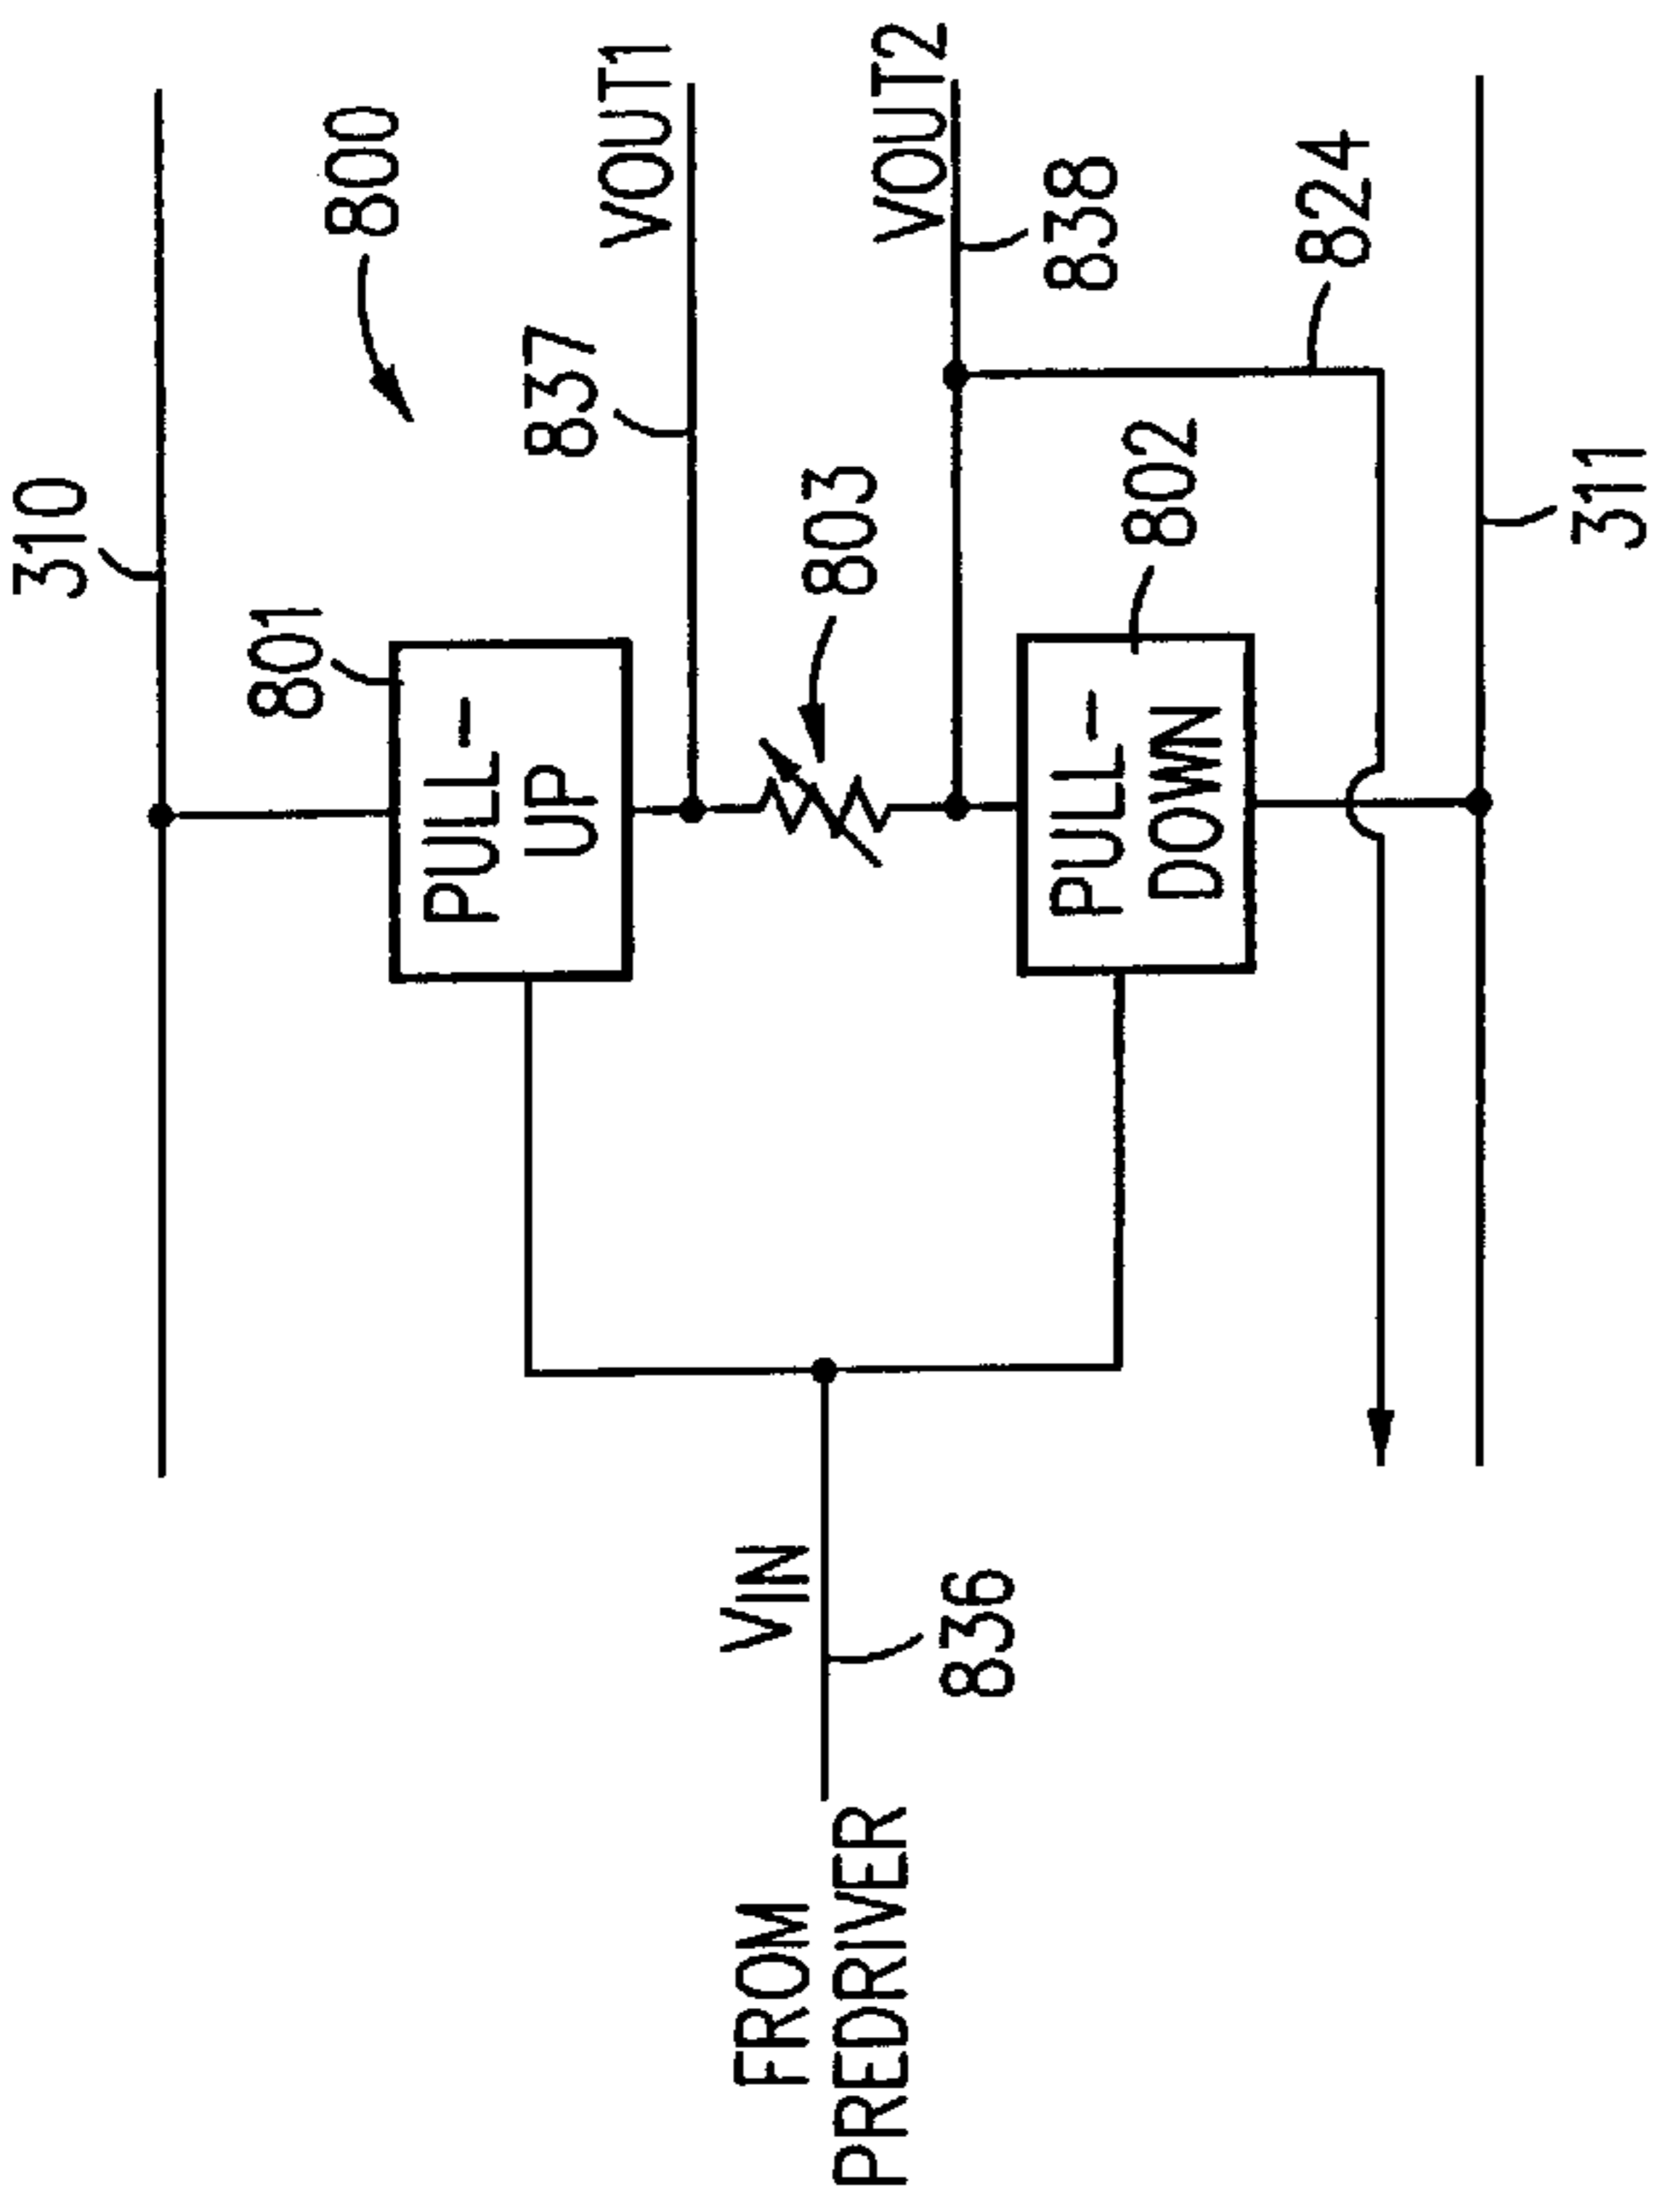 310
800
801
VOUT1
837
PULL-
UP
803
VOUT2
838
VIN
836
FROM
PREDRIVER
802
PULL-
DOWN
824
311